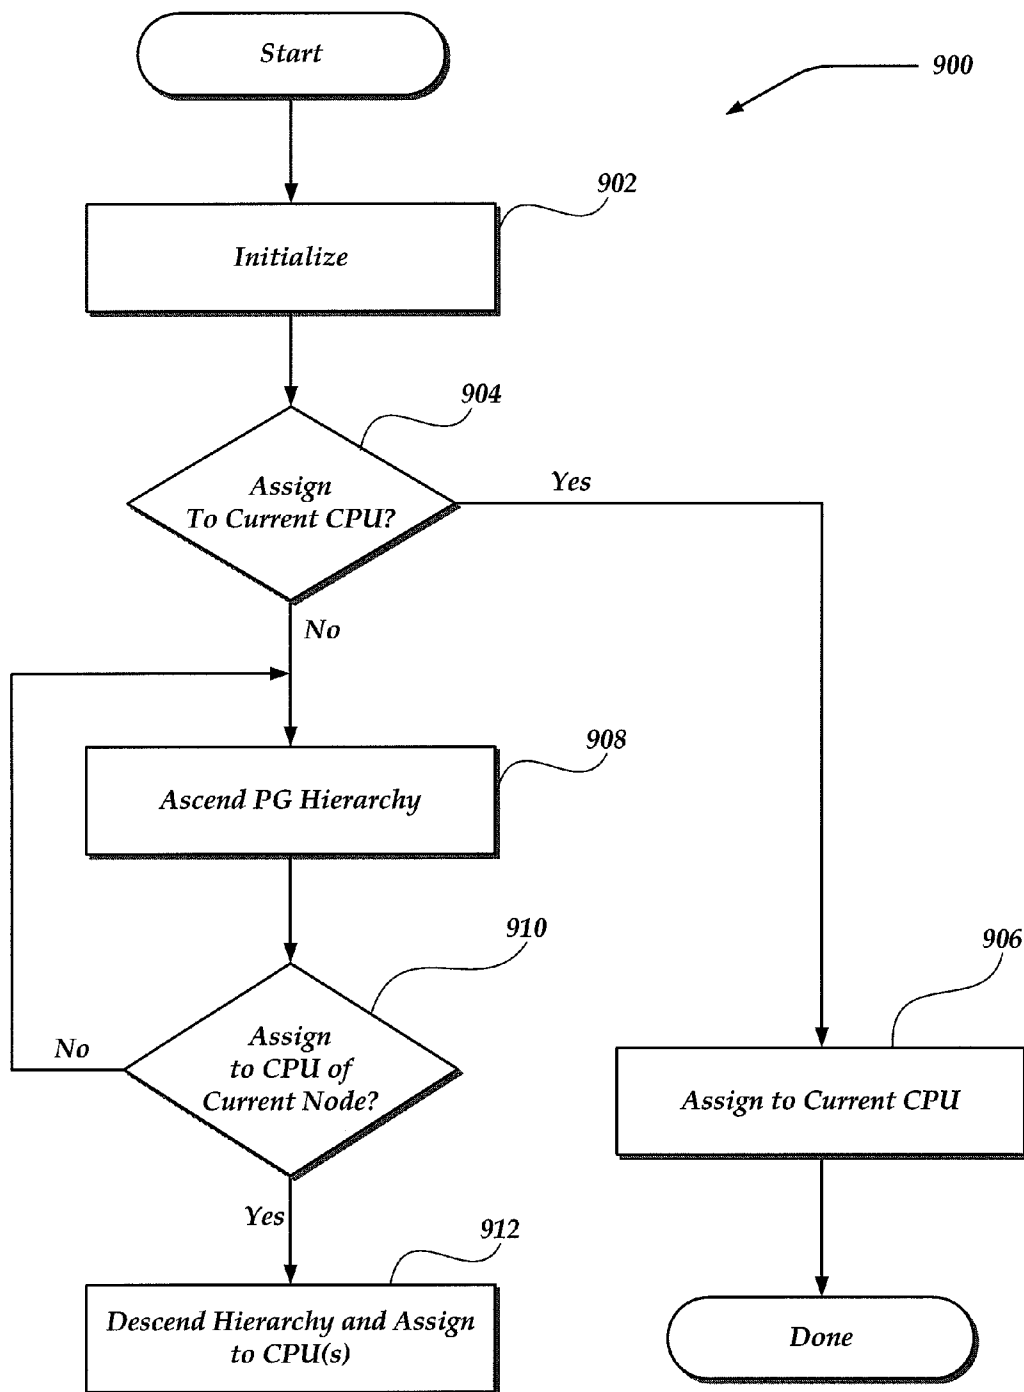 Start
900
902
Initialize
904
Assign
To Current CPU?
Yes
No
908
Ascend PG Hierarchy
910
906
Assign
to CPU of
Current Node?
No
Assign to Current CPU
Yes
912
Descend Hierarchy and Assign
to CPU(s)
Done